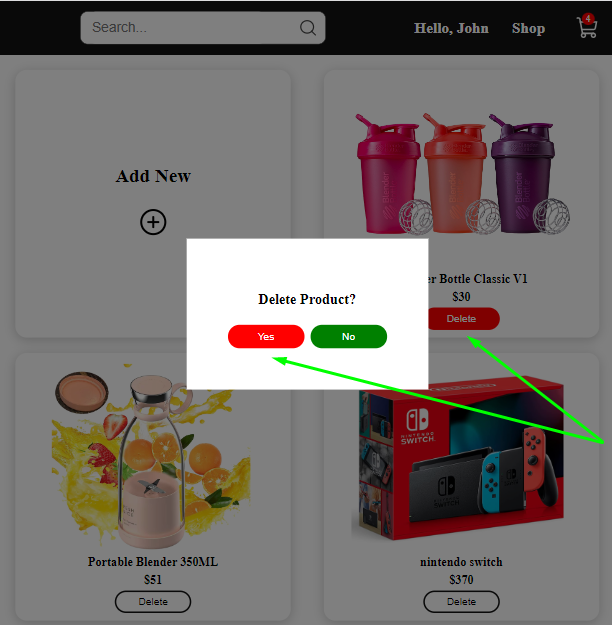 Search...
Hello, John
Shop
4
Add New
er Bottle Classic V1
$30
Delete
Delete Product?
Yes
No
NINTENDO
SWITCH
Portable Blender 350ML
$51
Delete
nintendo switch
$370
Delete